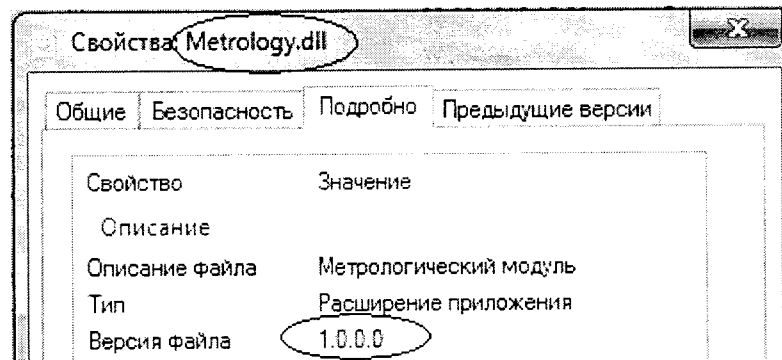 Свойства: Metrology.dll
Общие Безопасность Подробно Предыдущие версии
Свойство Значение
Описание
Описание файла Метрологический модуль
Тип Расширение приложения
Версия файла 1.0.0.0